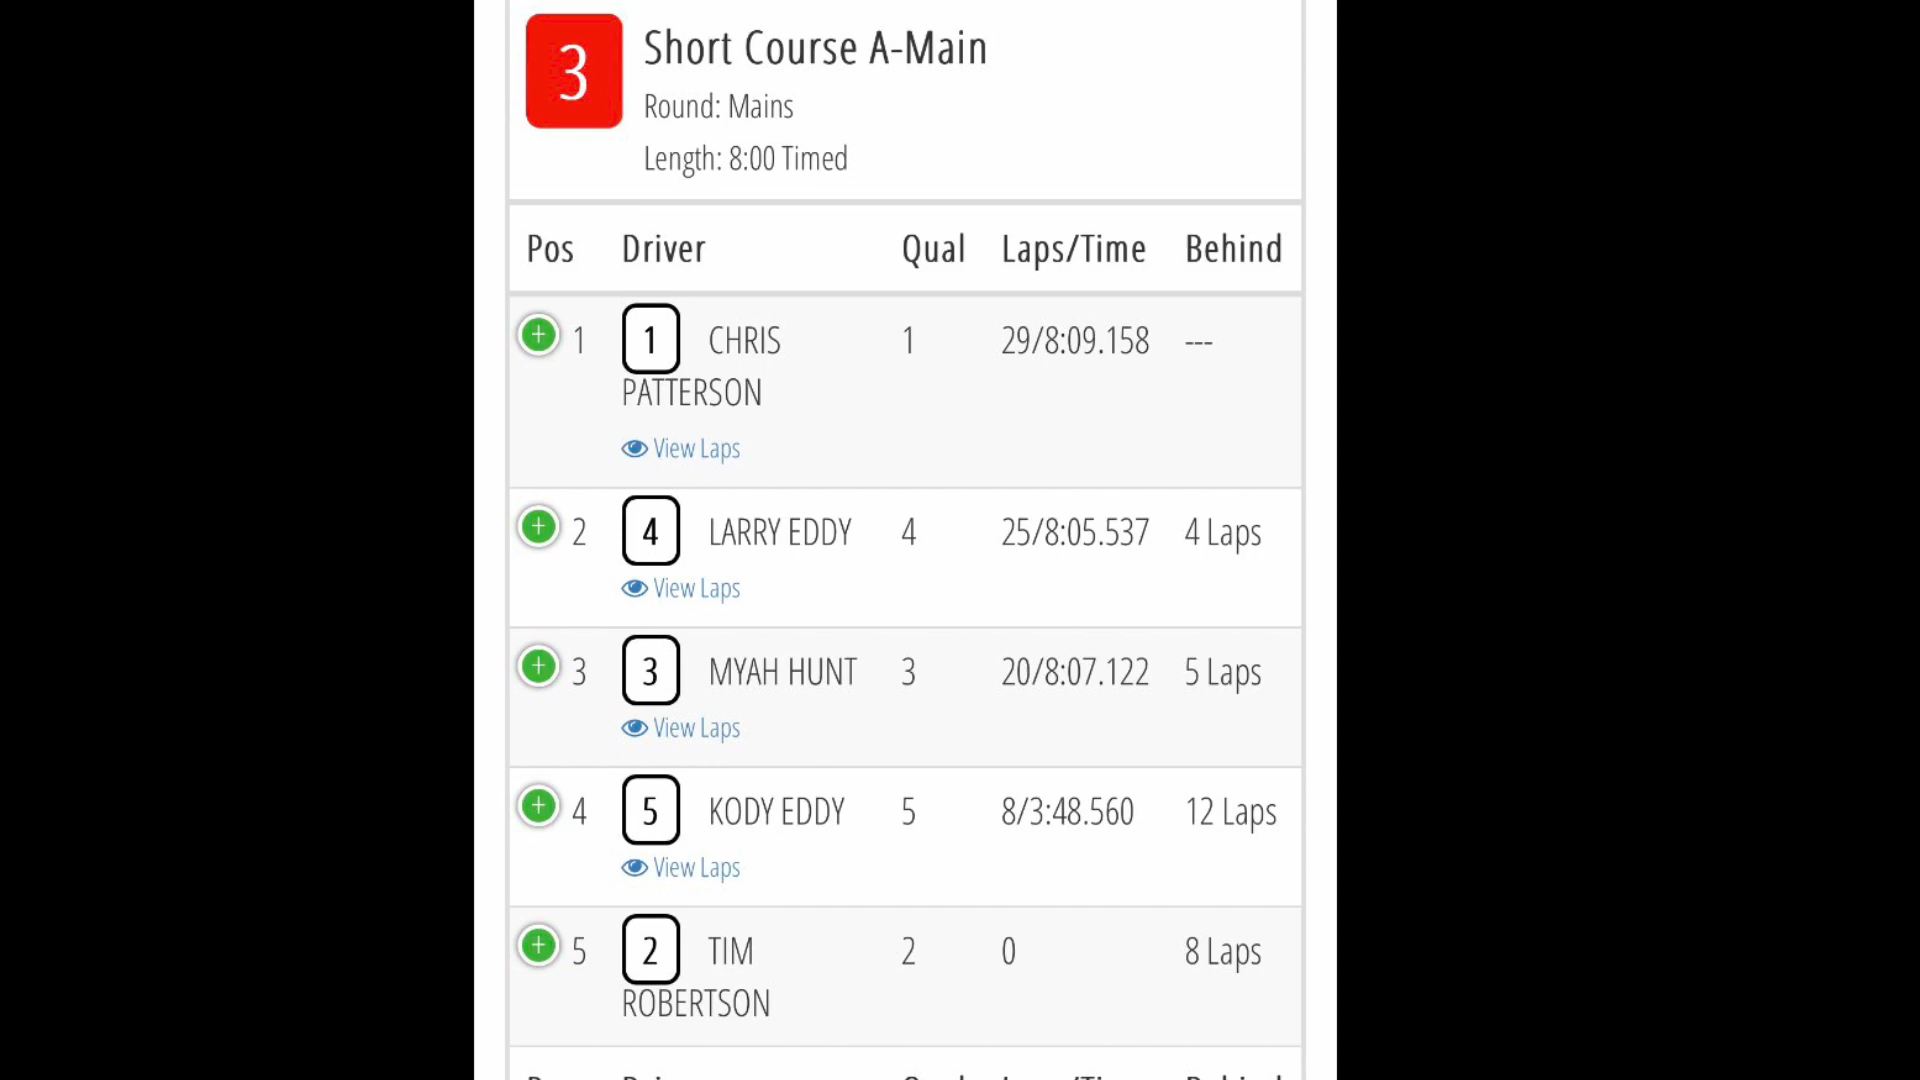 3
Short Course A-Main
Round: Mains
Length: 8:00 Timed
Pos Driver Qual Laps/Time Behind
1 1 CHRIS PATTERSON 1 29/8:09.158 ---
View Laps
2 4 LARRY EDDY 4 25/8:05.537 4 Laps
View Laps
3 3 MYAH HUNT 3 20/8:07.122 5 Laps
View Laps
4 5 KODY EDDY 5 8/3:48.560 12 Laps
View Laps
5 2 TIM ROBERTSON 2 0 8 Laps